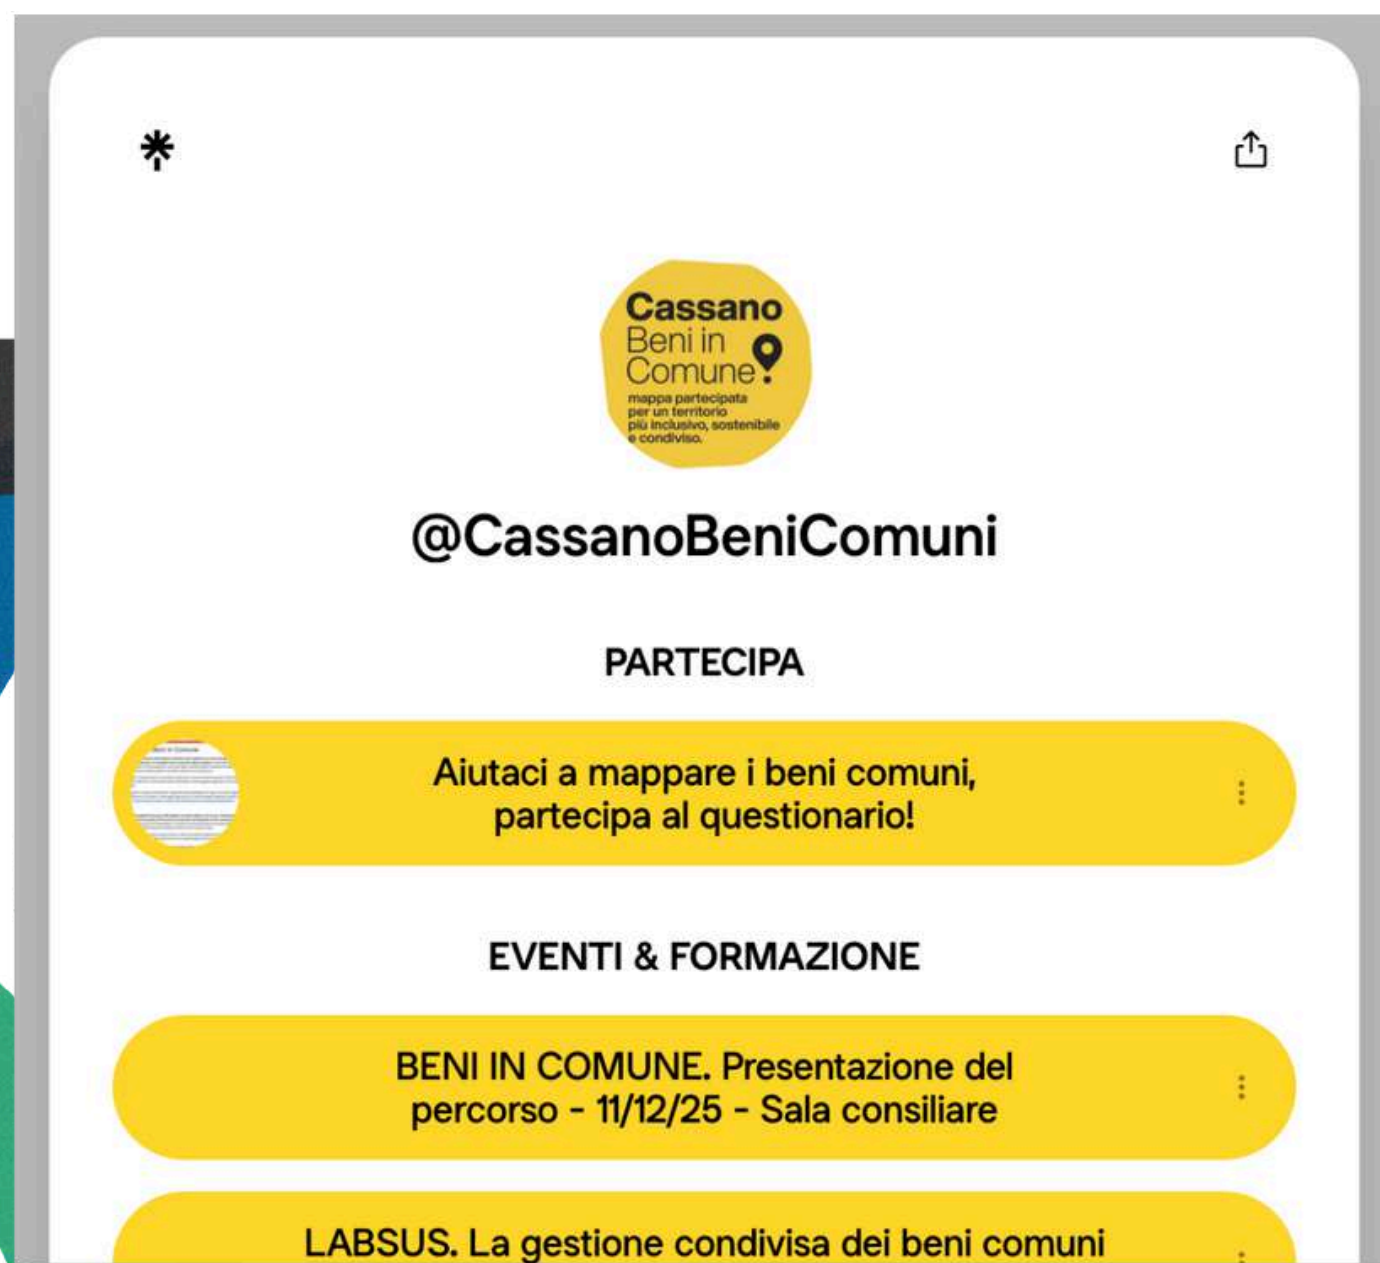 Cassano
Beni in
Comune
mappa partecipata
per un territorio
più inclusivo, sostenibile
e condiviso.
@CassanoBeniComuni
PARTECIPA
Aiutaci a mappare i beni comuni,
partecipa al questionario!
EVENTI & FORMAZIONE
BENI IN COMUNE. Presentazione del
percorso - 11/12/25 - Sala consiliare
LABSUS. La gestione condivisa dei beni comuni